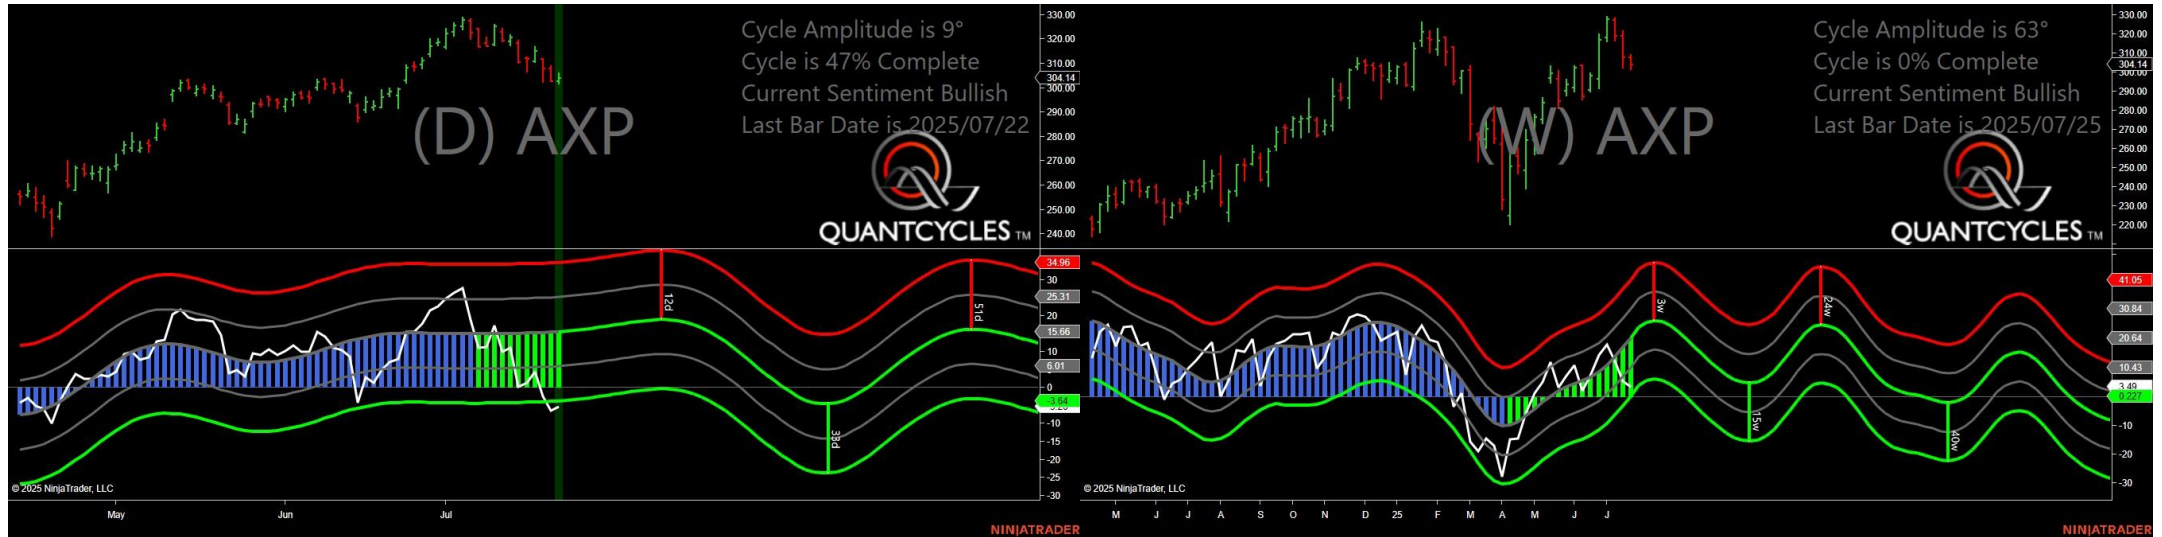 Cycle Amplitude is 9°
Cycle is 47% Complete
Current Sentiment Bullish
Last Bar Date is 2025/07/22
(D) AXP
QUANTCYCLES TM
330.00
320.00
310.00
304.14
300.00
290.00
280.00
270.00
260.00
250.00
240.00
34.96
30
25.31
20
15.66
10
6.01
0
-3.64
-10
-15
-20
-25
-30
12d
51d
33d
© 2025 NinjaTrader, LLC
May Jun Jul
NINJATRADER
Cycle Amplitude is 63°
Cycle is 0% Complete
Current Sentiment Bullish
Last Bar Date is 2025/07/25
(W) AXP
QUANTCYCLES TM
330.00
320.00
310.00
304.14
300.00
290.00
280.00
270.00
260.00
250.00
240.00
230.00
220.00
41.05
30.84
20.64
10.43
3.49
0.227
-10
-20
-30
3w
24w
15w
40w
© 2025 NinjaTrader, LLC
M J J A S O N D 25 F M A M J J
NINJATRADER